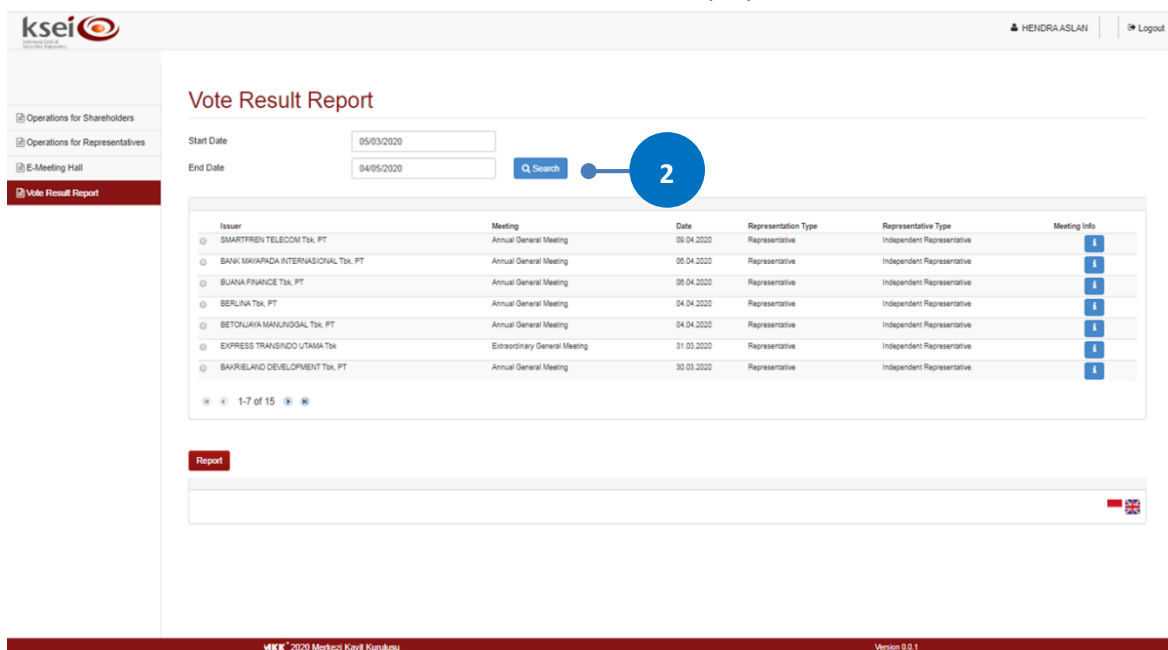 ksei
HENDRA ASLAN
Logout
Vote Result Report
Operations for Shareholders
Operations for Representatives
E-Meeting Hall
Vote Result Report
Start Date 05/03/2020
End Date 04/05/2020 Search 2
Issuer Meeting Date Representation Type Representative Type Meeting Info
SMARTFREN TELECOM Tbk, PT Annual General Meeting 09.04.2020 Representative Independent Representative i
BANK MAYAPADA INTERNASIONAL Tbk, PT Annual General Meeting 06.04.2020 Representative Independent Representative i
BUANA FINANCE Tbk, PT Annual General Meeting 06.04.2020 Representative Independent Representative i
BERLINA Tbk, PT Annual General Meeting 04.04.2020 Representative Independent Representative i
BETONJAYA MANUNGGAL Tbk, PT Annual General Meeting 04.04.2020 Representative Independent Representative i
EXPRESS TRANSINDO UTAMA Tbk Extraordinary General Meeting 31.03.2020 Representative Independent Representative i
BAKRIELAND DEVELOPMENT Tbk, PT Annual General Meeting 30.03.2020 Representative Independent Representative i
1-7 of 15
Report
MKK 2020 Merkezi Kayit Kurulusu Version 0.0.1